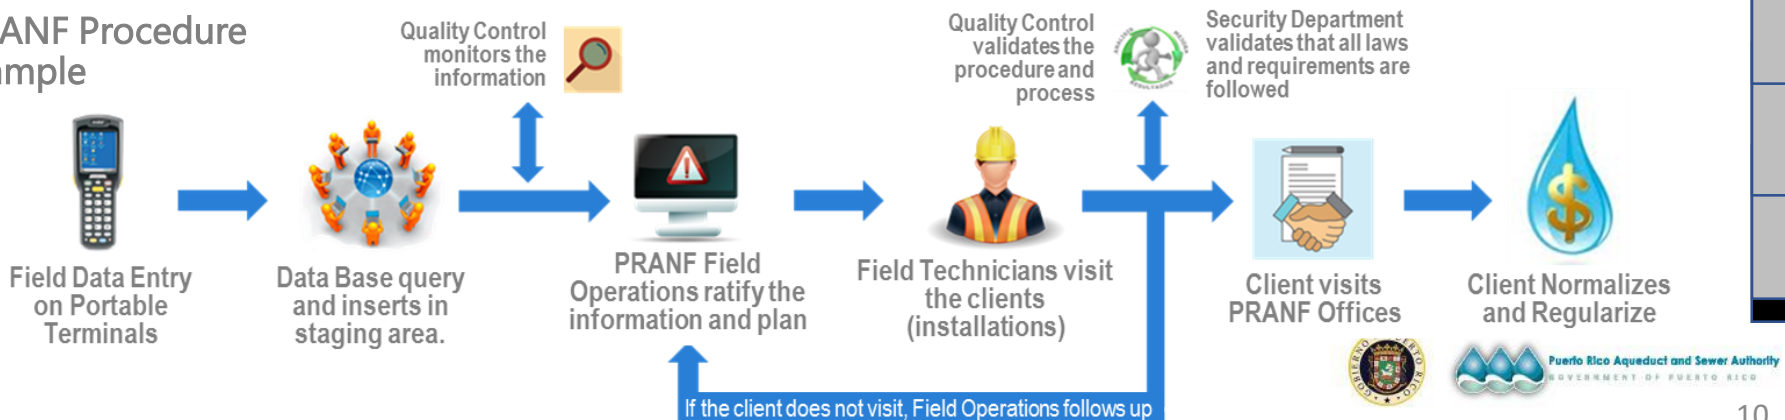 ANF Procedure
mple
Quality Control
monitors the
information
Quality Control
validates the
procedure and
process
Security Department
validates that all laws
and requirements are
followed
Field Data Entry
on Portable
Terminals
Data Base query
and inserts in
staging area.
PRANF Field
Operations ratify the
information and plan
Field Technicians visit
the clients
(installations)
Client visits
PRANF Offices
Client Normalizes
and Regularize
If the client does not visit, Field Operations follows up
Puerto Rico Aqueduct and Sewer Authority
GOVERNMENT OF PUERTO RICO
10